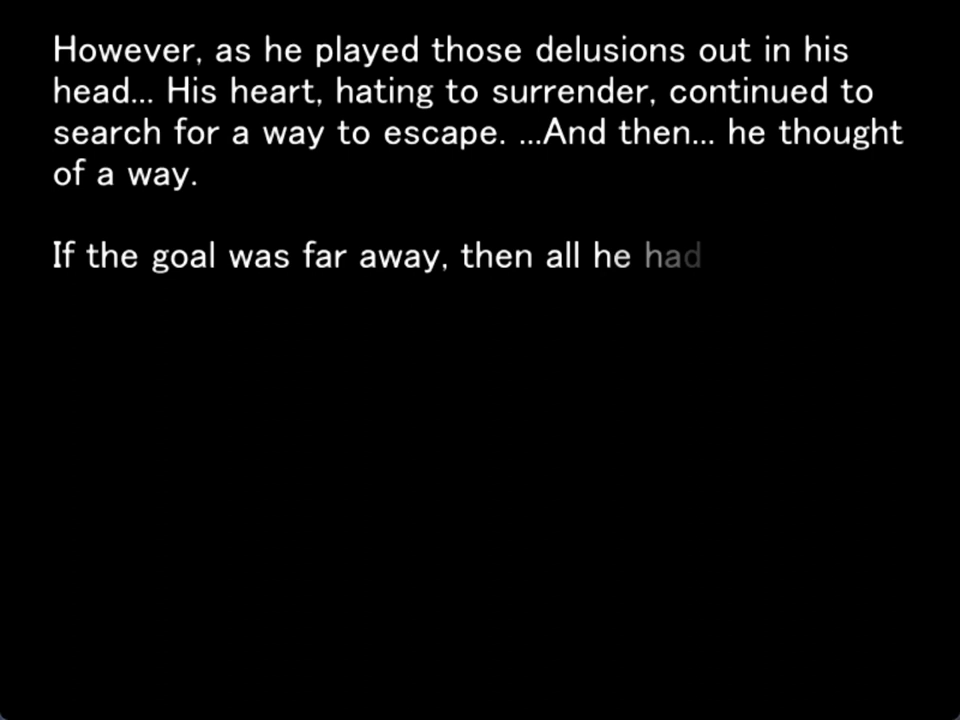 However, as he played those delusions out in his
head... His heart, hating to surrender, continued to
search for a way to escape. ...And then... he thought
of a way.
If the goal was far away, then all he had